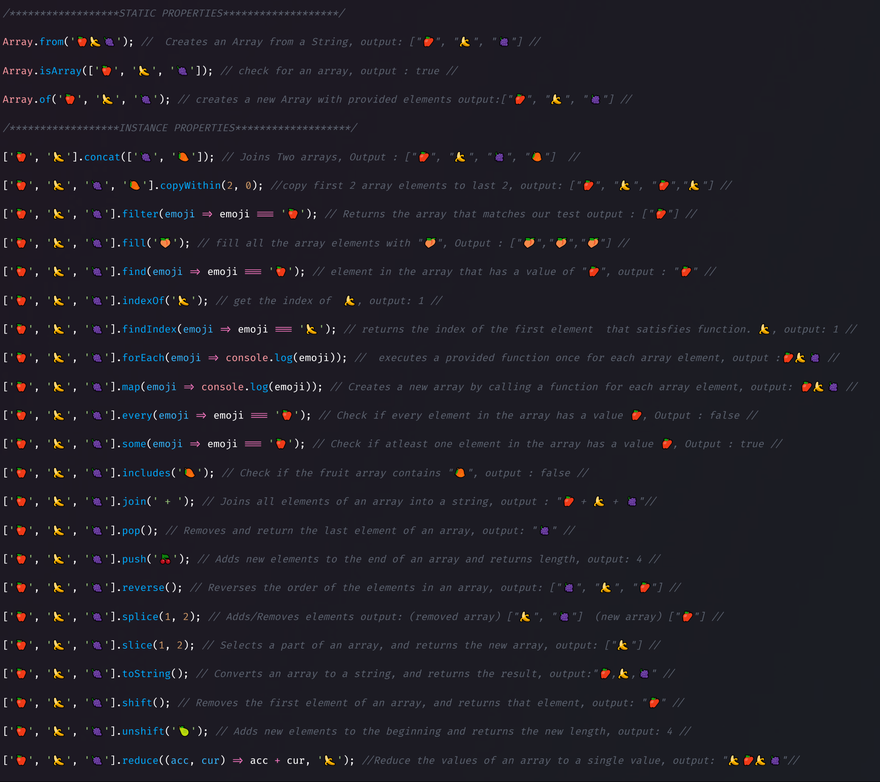 /******************STATIC PROPERTIES*******************/
Array.from('🍎🍌🍇'); //  Creates an Array from a String, output: ["🍎", "🍌", "🍇"] //
Array.isArray(['🍎', '🍌', '🍇']); // check for an array, output : true //
Array.of('🍎', '🍌', '🍇'); // creates a new Array with provided elements output:["🍎", "🍌", "🍇"] //
/******************INSTANCE PROPERTIES*******************/
['🍎', '🍌'].concat(['🍇', '🥭']); // Joins Two arrays, Output : ["🍎", "🍌", "🍇", "🥭"]  //
['🍎', '🍌', '🍇', '🥭'].copyWithin(2, 0); //copy first 2 array elements to last 2, output: ["🍎", "🍌", "🍎","🍌"] //
['🍎', '🍌', '🍇'].filter(emoji => emoji === '🍎'); // Returns the array that matches our test output : ["🍎"] //
['🍎', '🍌', '🍇'].fill('🍑'); // fill all the array elements with "🍑", Output : ["🍑","🍑","🍑"] //
['🍎', '🍌', '🍇'].find(emoji => emoji === '🍎'); // element in the array that has a value of "🍎", output : "🍎" //
['🍎', '🍌', '🍇'].indexOf('🍌'); // get the index of  🍌, output: 1 //
['🍎', '🍌', '🍇'].findIndex(emoji => emoji === '🍌'); // returns the index of the first element  that satisfies function. 🍌, output: 1 //
['🍎', '🍌', '🍇'].forEach(emoji => console.log(emoji)); //  executes a provided function once for each array element, output :🍎🍌🍇 //
['🍎', '🍌', '🍇'].map(emoji => console.log(emoji)); // Creates a new array by calling a function for each array element, output: 🍎🍌🍇 //
['🍎', '🍌', '🍇'].every(emoji => emoji === '🍎'); // Check if every element in the array has a value 🍎, Output : false //
['🍎', '🍌', '🍇'].some(emoji => emoji === '🍎'); // Check if atleast one element in the array has a value 🍎, Output : true //
['🍎', '🍌', '🍇'].includes('🥭'); // Check if the fruit array contains "🥭", output : false //
['🍎', '🍌', '🍇'].join(' + '); // Joins all elements of an array into a string, output : "🍎 + 🍌 + 🍇"//
['🍎', '🍌', '🍇'].pop(); // Removes and return the last element of an array, output: "🍇" //
['🍎', '🍌', '🍇'].push('🍒'); // Adds new elements to the end of an array and returns length, output: 4 //
['🍎', '🍌', '🍇'].reverse(); // Reverses the order of the elements in an array, output: ["🍇", "🍌", "🍎"] //
['🍎', '🍌', '🍇'].splice(1, 2); // Adds/Removes elements output: (removed array) ["🍌", "🍇"]  (new array) ["🍎"] //
['🍎', '🍌', '🍇'].slice(1, 2); // Selects a part of an array, and returns the new array, output: ["🍌"] //
['🍎', '🍌', '🍇'].toString(); // Converts an array to a string, and returns the result, output:"🍎,🍌,🍇" //
['🍎', '🍌', '🍇'].shift(); // Removes the first element of an array, and returns that element, output: "🍎" //
['🍎', '🍌', '🍇'].unshift('🍐'); // Adds new elements to the beginning and returns the new length, output: 4 //
['🍎', '🍌', '🍇'].reduce((acc, cur) => acc + cur, '🍌'); //Reduce the values of an array to a single value, output: "🍌🍎🍌🍇"//